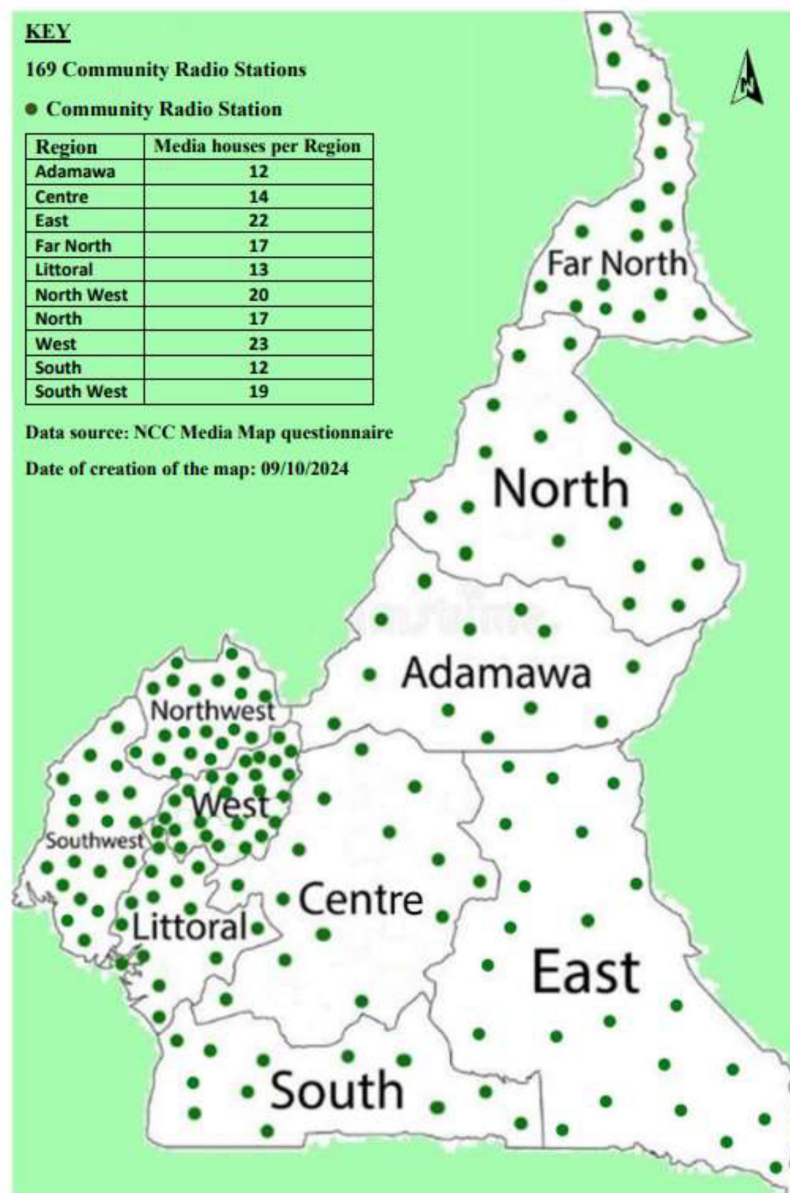 KEY
169 Community Radio Stations
Community Radio Station
Region Media houses per Region
Adamawa 12
Centre 14
East 22
Far North 17
Littoral 13
North West 20
North 17
West 23
South 12
South West 19
Data source: NCC Media Map questionnaire
Date of creation of the map: 09/10/2024
N
Far North
North
Adamawa
Northwest
West
Southwest
Centre
Littoral
East
South